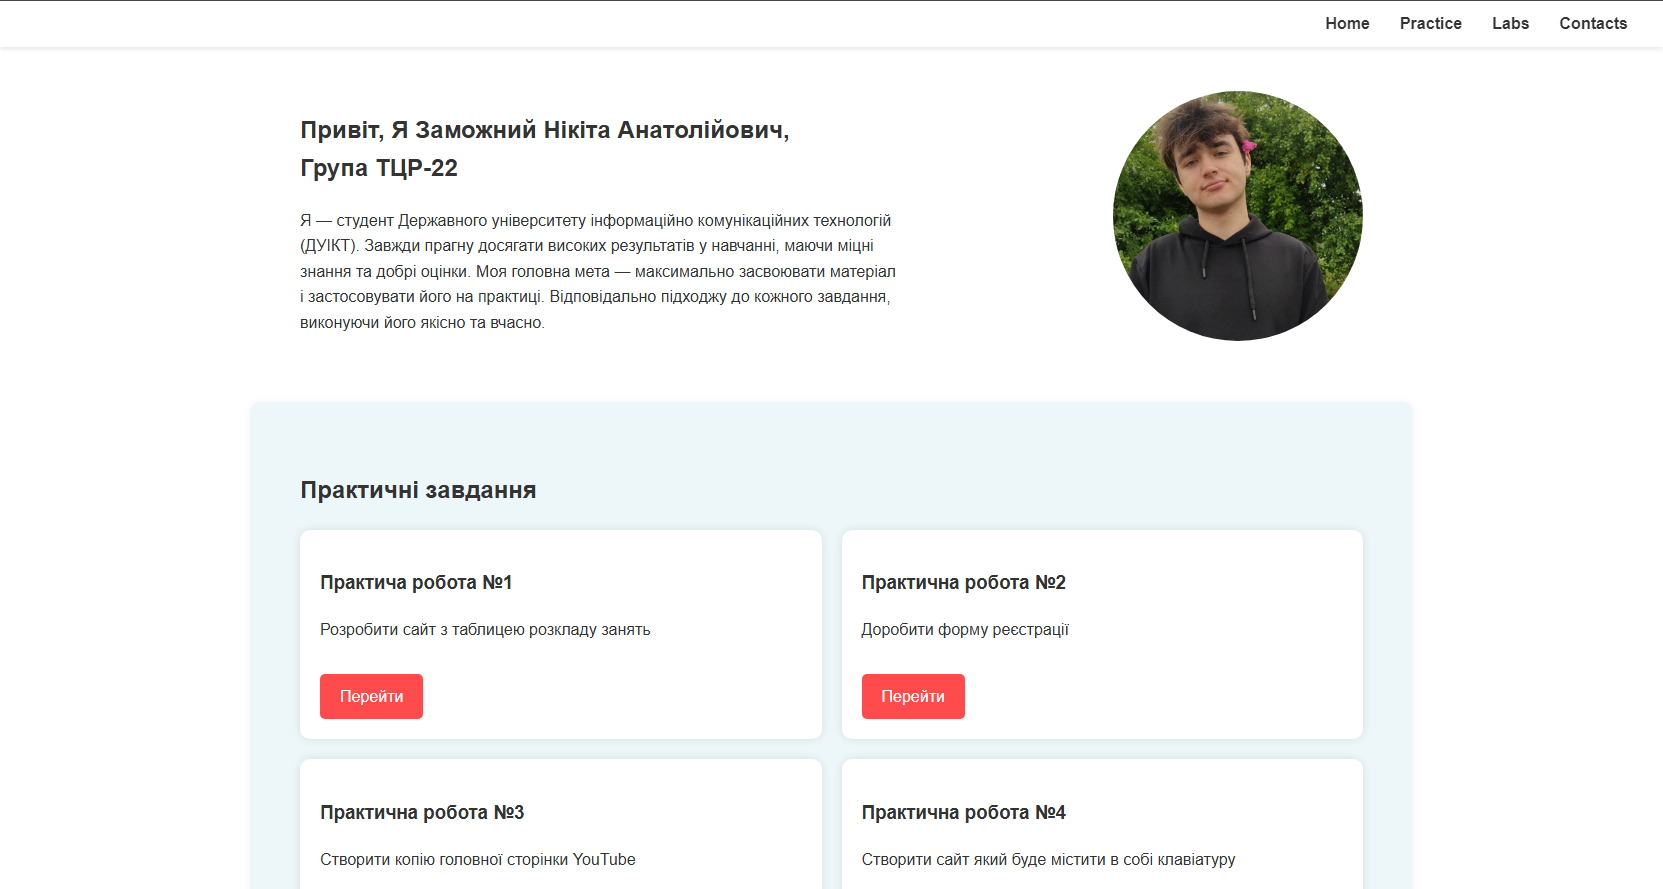 Home Practice Labs Contacts
Привіт, Я Заможний Нікіта Анатолійович,
Група ТЦР-22
Я — студент Державного університету інформаційно комунікаційних технологій
(ДУІКТ). Завжди прагну досягати високих результатів у навчанні, маючи міцні
знання та добрі оцінки. Моя головна мета — максимально засвоювати матеріал
і застосовувати його на практиці. Відповідально підходжу до кожного завдання,
виконуючи його якісно та вчасно.
Практичні завдання
Практича робота №1
Розробити сайт з таблицею розкладу занять
Перейти
Практична робота №2
Доробити форму реєстрації
Перейти
Практична робота №3
Створити копію головної сторінки YouTube
Практична робота №4
Створити сайт який буде містити в собі клавіатуру